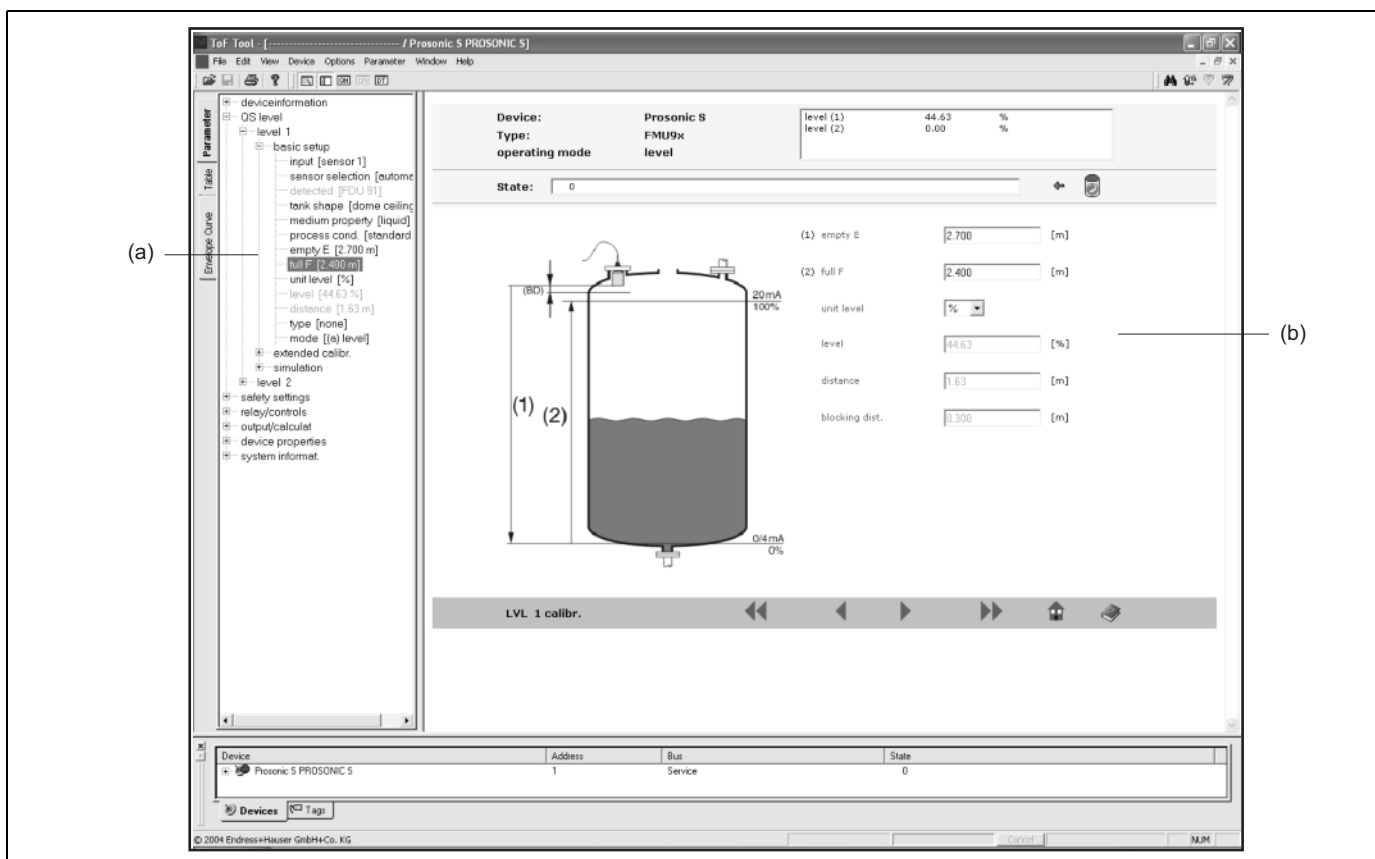 ToF Tool - [-------------------------------- / Prosonic S PROSONIC S]
File Edit View Device Options Parameter Window Help
Parameter
Table
Envelope Curve
deviceinformation
QS level
level 1
basic setup
input [sensor 1]
sensor selection [automa
detected [FDU 91]
tank shape [dome ceiling
medium property [liquid]
process cond. [standard
empty E [2.700 m]
full F [2.400 m]
unit level [%]
level [44.63 %]
distance [1.63 m]
type [none]
mode [(a) level]
extended calibr.
simulation
level 2
safety settings
relay/controls
output/calculat
device properties
system informat.
(a)
Device: Prosonic S
Type: FMU9x
operating mode level
level (1) 44.63 %
level (2) 0.00 %
State: 0
(1) empty E 2.700 [m]
(2) full F 2.400 [m]
unit level %
level 44.63 [%]
distance 1.63 [m]
blocking dist. 0.300 [m]
(b)
(BD)
20mA
100%
(1) (2)
0/4 mA
0%
LVL 1 calibr.
Device Address Bus State
Prosonic S PROSONIC S 1 Service 0
Devices Tags
© 2004 Endress+Hauser GmbH+Co. KG Cancel NUM